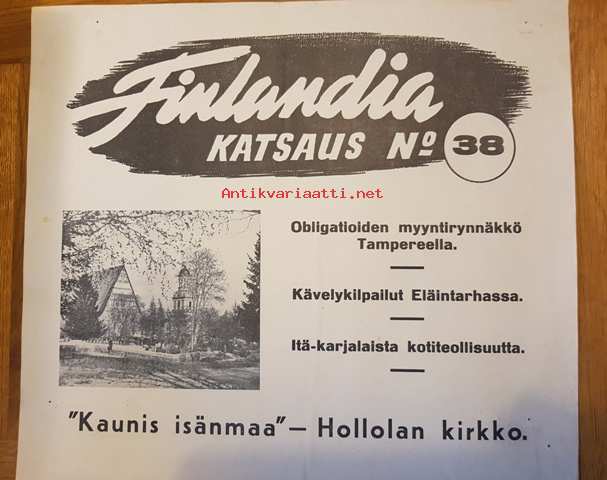 Finlandia
KATSAUS Nº 38
Antikvariaatti.net
Obligatioiden myyntirynnäkkö
Tampereella.
Kävelykilpailut Eläintarhassa.
Itä-karjalaista kotiteollisuutta.
"Kaunis isänmaa" — Hollolan kirkko.